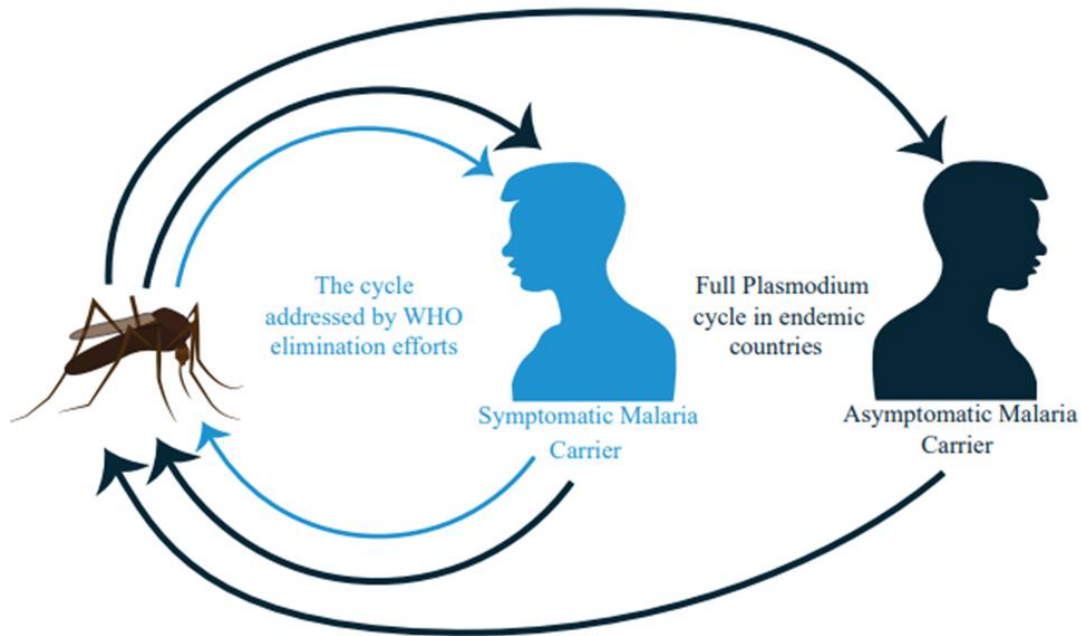 The cycle
addressed by WHO
elimination efforts
Full Plasmodium
cycle in endemic
countries
Symptomatic Malaria
Carrier
Asymptomatic Malaria
Carrier